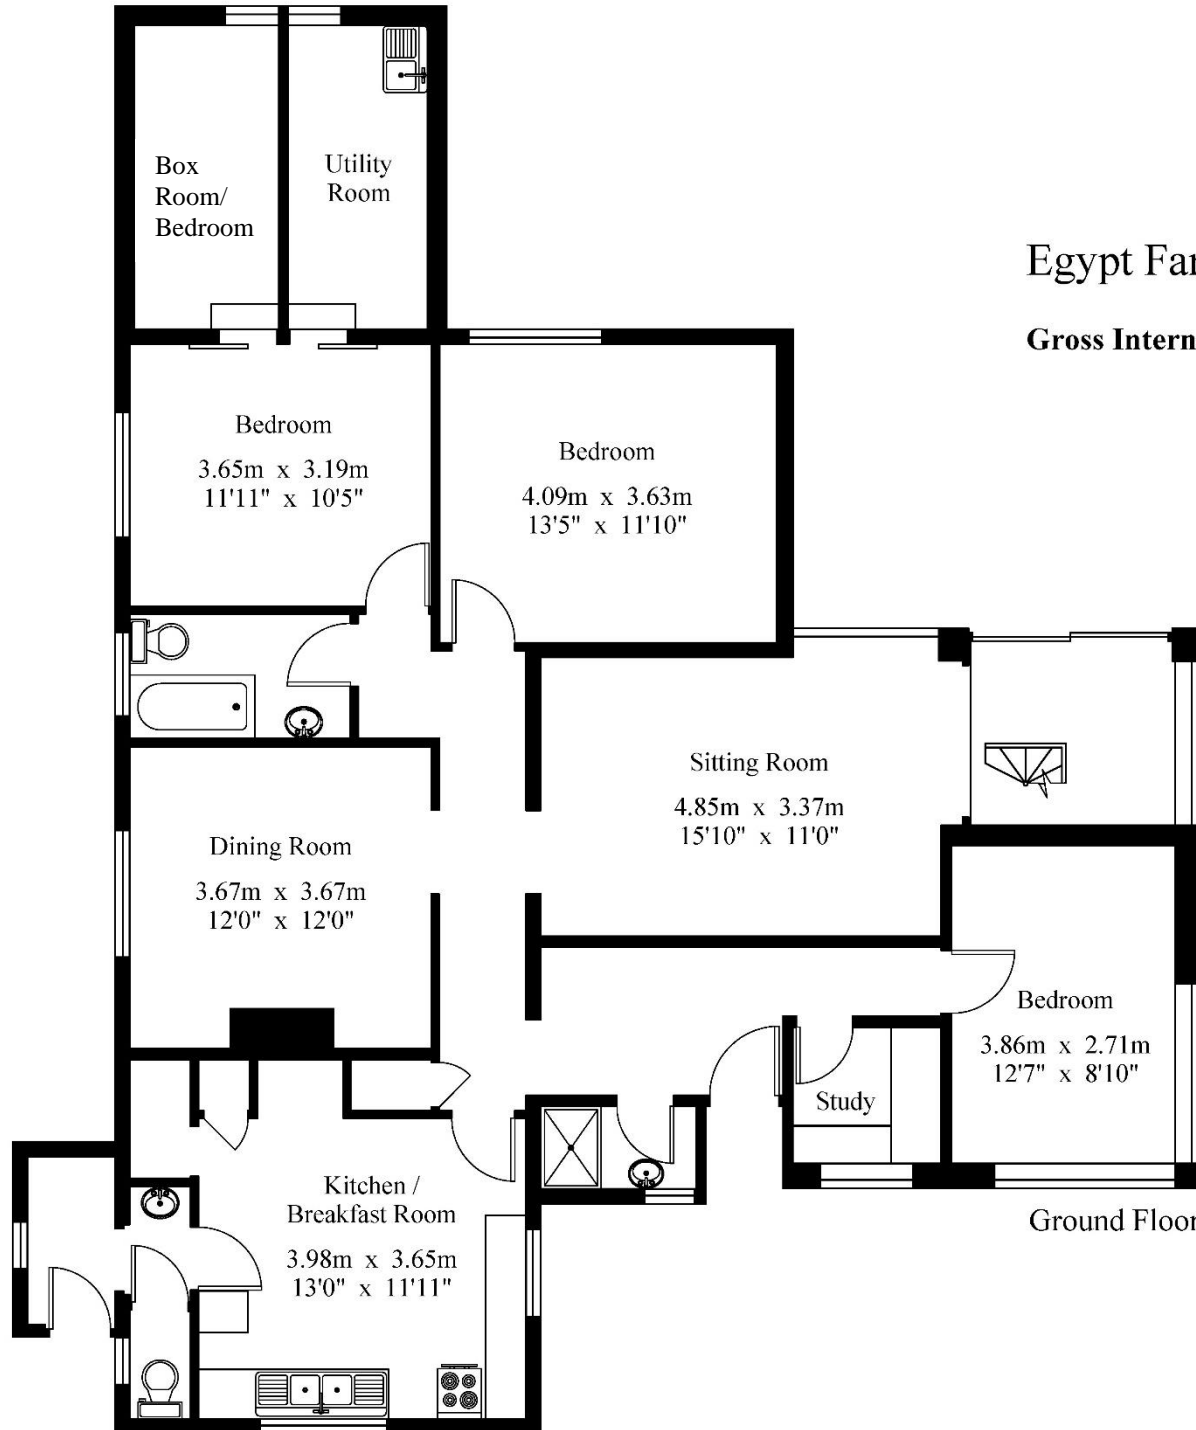 Box
Room/
Bedroom
Utility
Room
Egypt Far
Gross Intern
Bedroom
3.65m x 3.19m
11'11" x 10'5"
Bedroom
4.09m x 3.63m
13'5" x 11'10"
Sitting Room
4.85m x 3.37m
15'10" x 11'0"
Dining Room
3.67m x 3.67m
12'0" x 12'0"
Bedroom
3.86m x 2.71m
12'7" x 8'10"
Study
Kitchen /
Breakfast Room
3.98m x 3.65m
13'0" x 11'11"
Ground Floor